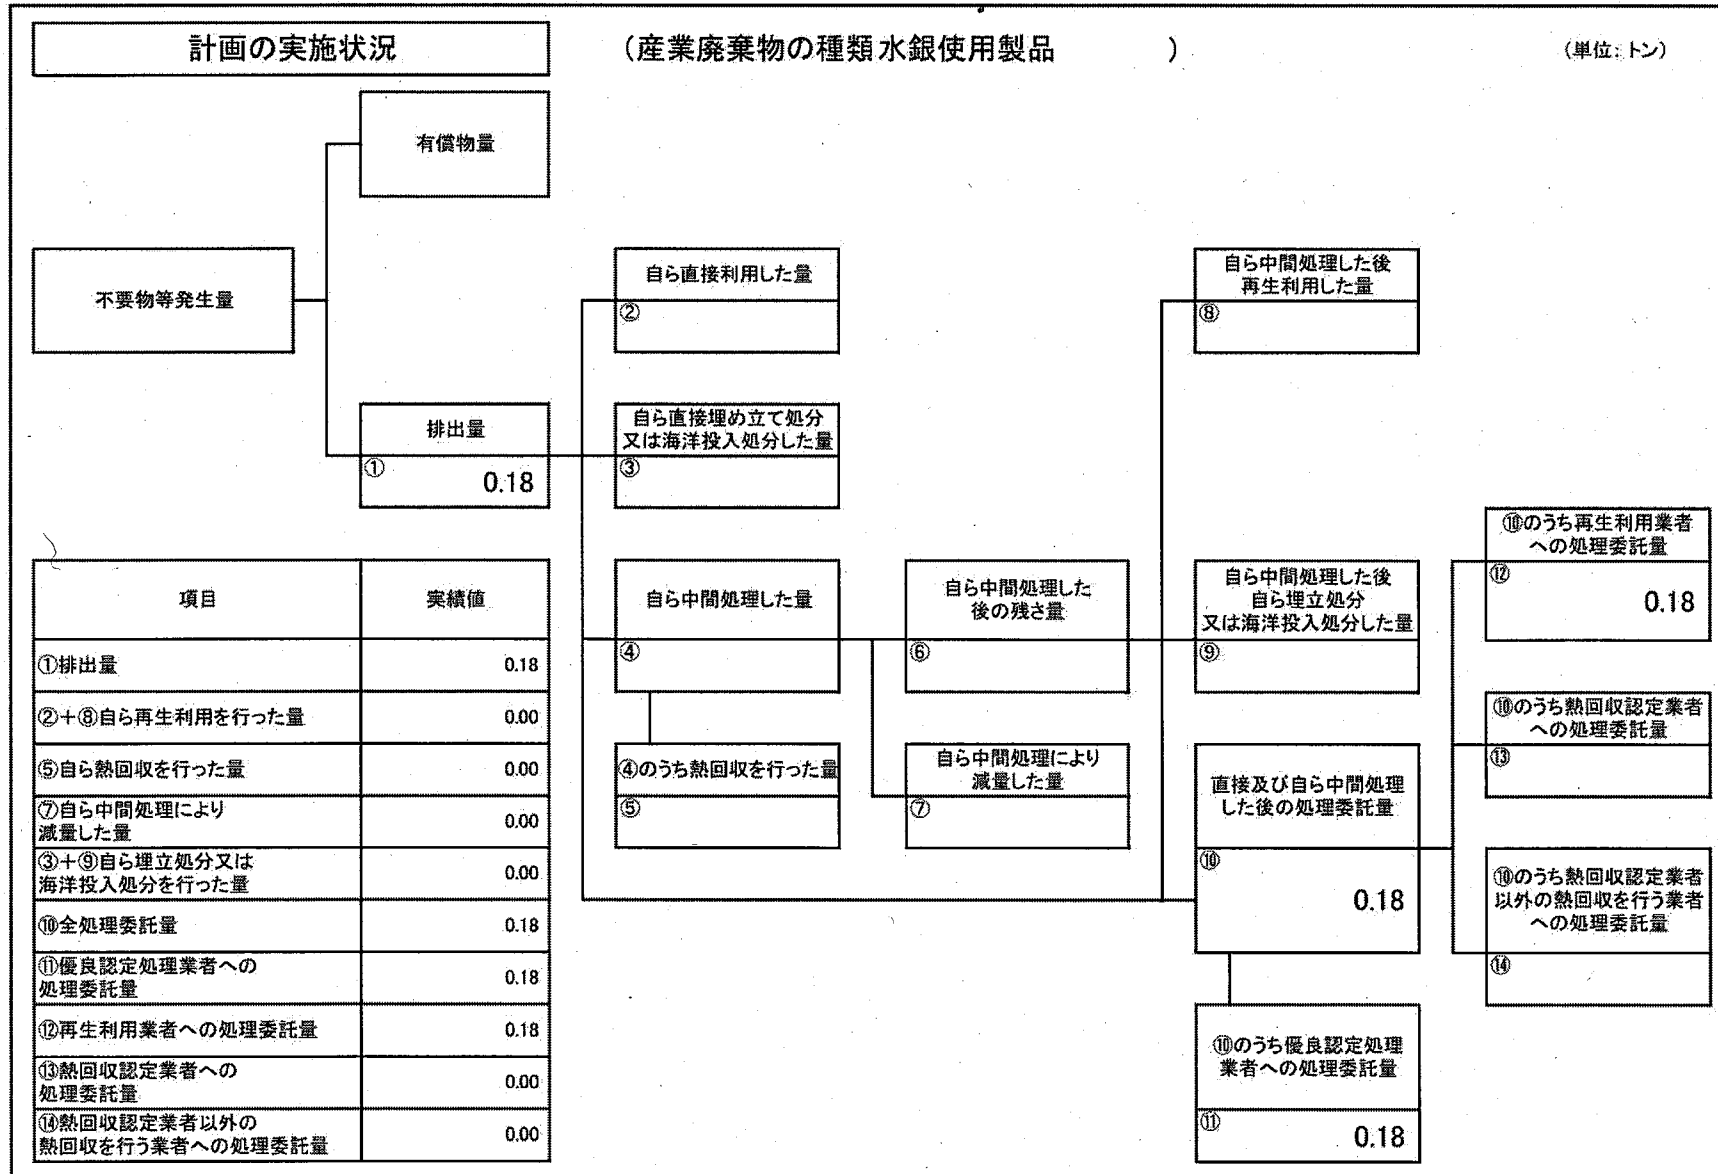 計画の実施状況
(産業廃棄物の種類 水銀使用製品 )
(単位:トン)
有償物量
不要物等発生量
自ら直接利用した量
②
自ら中間処理した後
再生利用した量
⑧
排出量
①
0.18
自ら直接埋め立て処分
又は海洋投入処分した量
③
⑩のうち再生利用業者
への処理委託量
⑫
0.18
自ら中間処理した量
④
自ら中間処理した
後の残さ量
⑥
自ら中間処理した後
自ら埋立処分
又は海洋投入処分した量
⑨
⑩のうち熱回収認定業者
への処理委託量
⑬
④のうち熱回収を行った量
⑤
自ら中間処理により
減量した量
⑦
直接及び自ら中間処理
した後の処理委託量
⑩
0.18
⑩のうち熱回収認定業者
以外の熱回収を行う業者
への処理委託量
⑭
⑩のうち優良認定処理
業者への処理委託量
⑪
0.18
項目 実績値
①排出量 0.18
②+⑧自ら再生利用を行った量 0.00
⑤自ら熱回収を行った量 0.00
⑦自ら中間処理により
減量した量 0.00
③+⑨自ら埋立処分又は
海洋投入処分を行った量 0.00
⑩全処理委託量 0.18
⑪優良認定処理業者への
処理委託量 0.18
⑫再生利用業者への処理委託量 0.18
⑬熱回収認定業者への
処理委託量 0.00
⑭熱回収認定業者以外の
熱回収を行う業者への処理委託量 0.00